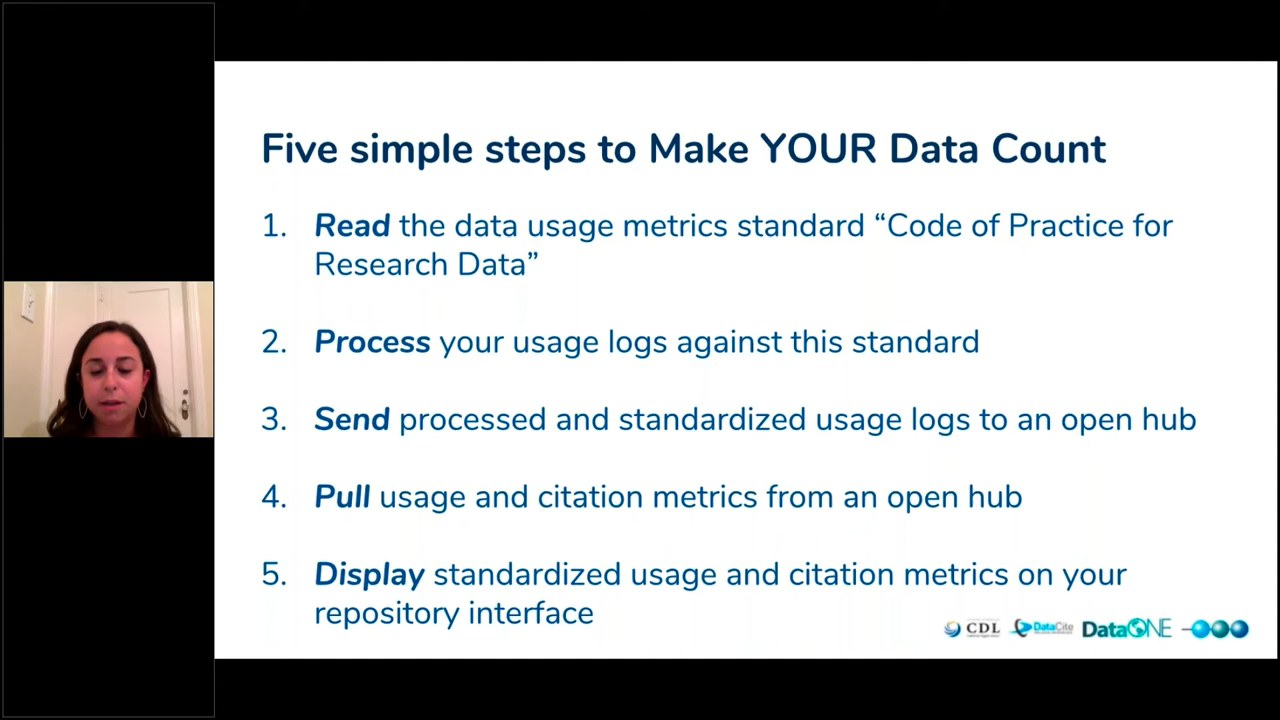 Five simple steps to Make YOUR Data Count
1. Read the data usage metrics standard “Code of Practice for
Research Data”
2. Process your usage logs against this standard
3. Send processed and standardized usage logs to an open hub
4. Pull usage and citation metrics from an open hub
5. Display standardized usage and citation metrics on your
repository interface
CDL DataCite DataONE